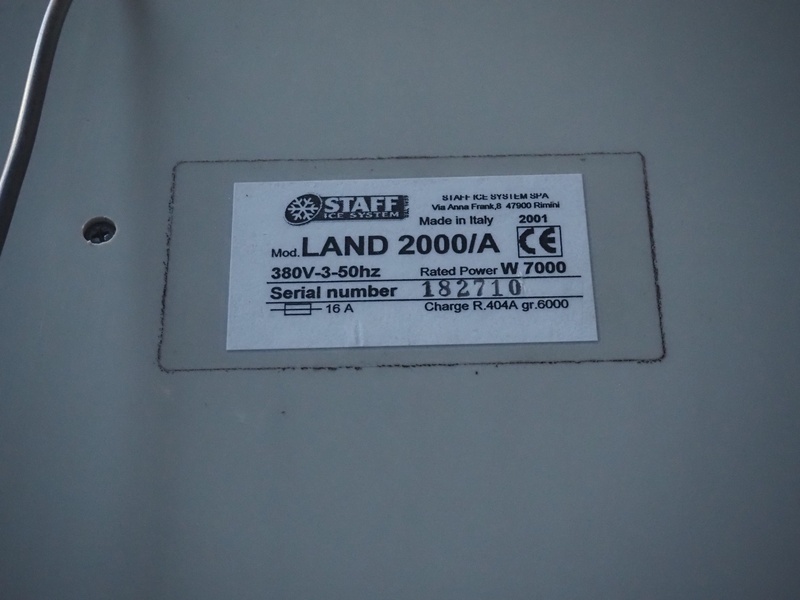 STAFF
ICE SYSTEM
STAFF ICE SYSTEM SPA
Via Anna Frank,8 47900 Rimini
Made in Italy 2001
Mod. LAND 2000/A CE
380V-3-50hz Rated Power W 7000
Serial number 182710
16 A Charge R.404A gr.6000